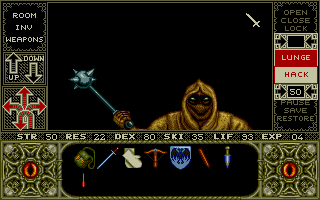 ROOM
INV
WEAPONS
UP
DOWN
OPEN
CLOSE
LOCK
LUNGE
HACK
50
PAUSE
SAVE
RESTORE
STR 50 RES 22 DEX 80 SKI 35 LIF 93 EXP 04